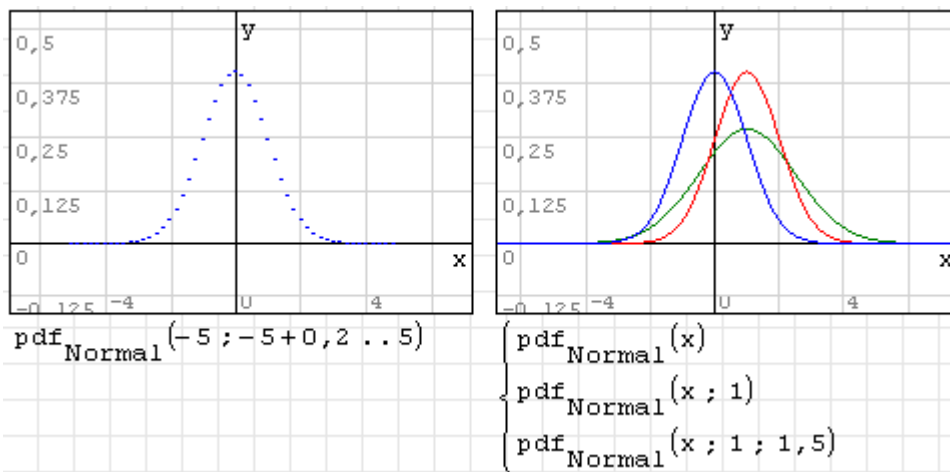 y
0,5
0,375
0,25
0,125
0
x
-0,125
-4
0
4
pdf Normal (-5 ; -5+0,2 .. 5)
y
0,5
0,375
0,25
0,125
0
x
-0,125
-4
0
4
pdf Normal (x)
pdf Normal (x ; 1)
pdf Normal (x ; 1 ; 1,5)